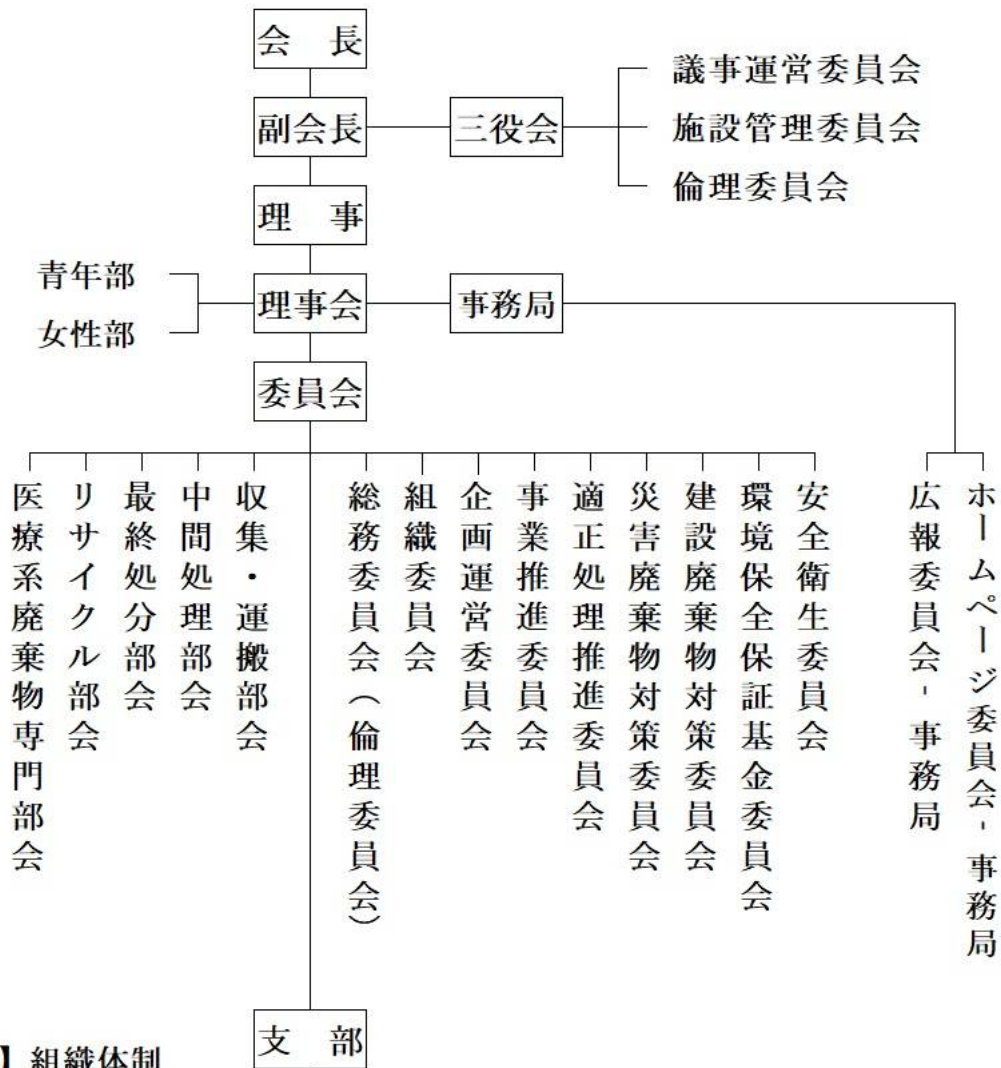 会　長
副会長
三役会
議事運営委員会
施設管理委員会
倫理委員会
理　事
青年部
女性部
理事会
事務局
委員会
医療系廃棄物専門部会
リサイクル部会
最終処分部会
中間処理部会
収集・運搬部会
総務委員会（倫理委員会）
組織委員会
企画運営委員会
事業推進委員会
適正処理推進委員会
災害廃棄物対策委員会
建設廃棄物対策委員会
環境保全保証基金委員会
安全衛生委員会
広報委員会 - 事務局
ホームページ委員会 - 事務局
支　部
】組織体制